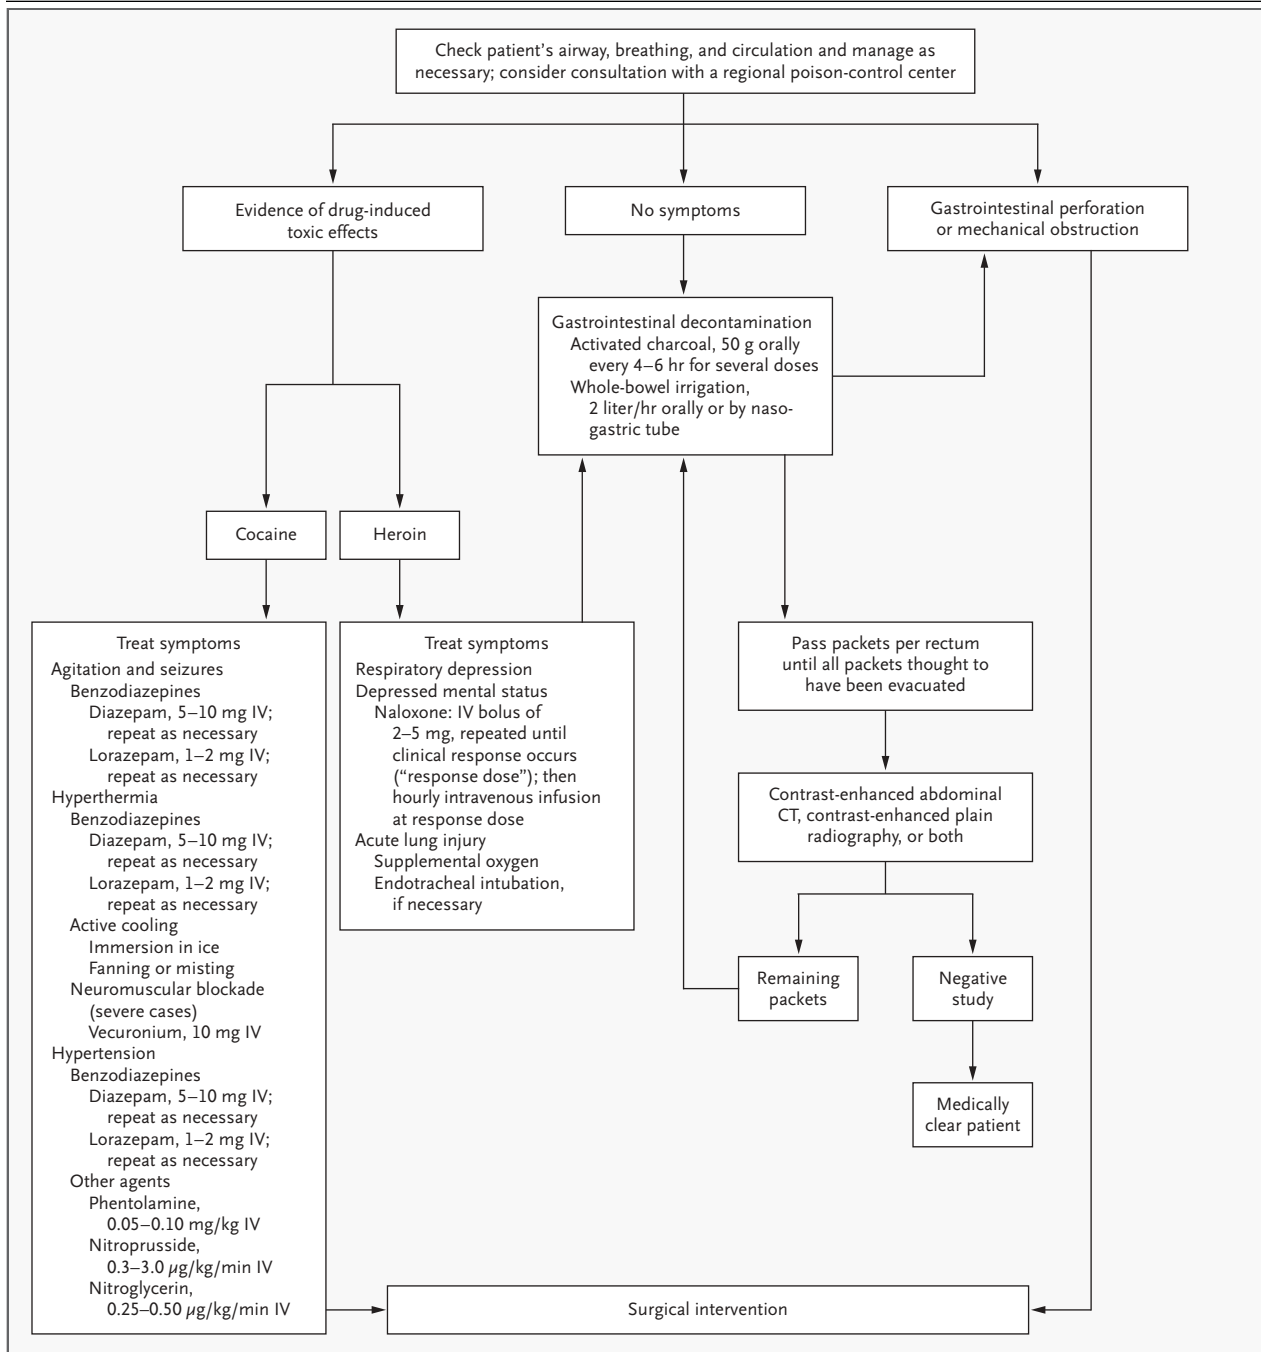 Check patient’s airway, breathing, and circulation and manage as
necessary; consider consultation with a regional poison-control center
Evidence of drug-induced
toxic effects
No symptoms
Gastrointestinal perforation
or mechanical obstruction
Gastrointestinal decontamination
Activated charcoal, 50 g orally
every 4–6 hr for several doses
Whole-bowel irrigation,
2 liter/hr orally or by naso-
gastric tube
Cocaine
Heroin
Treat symptoms
Agitation and seizures
Benzodiazepines
Diazepam, 5–10 mg IV;
repeat as necessary
Lorazepam, 1–2 mg IV;
repeat as necessary
Hyperthermia
Benzodiazepines
Diazepam, 5–10 mg IV;
repeat as necessary
Lorazepam, 1–2 mg IV;
repeat as necessary
Active cooling
Immersion in ice
Fanning or misting
Neuromuscular blockade
(severe cases)
Vecuronium, 10 mg IV
Hypertension
Benzodiazepines
Diazepam, 5–10 mg IV;
repeat as necessary
Lorazepam, 1–2 mg IV;
repeat as necessary
Other agents
Phentolamine,
0.05–0.10 mg/kg IV
Nitroprusside,
0.3–3.0 µg/kg/min IV
Nitroglycerin,
0.25–0.50 µg/kg/min IV
Treat symptoms
Respiratory depression
Depressed mental status
Naloxone: IV bolus of
2–5 mg, repeated until
clinical response occurs
(“response dose”); then
hourly intravenous infusion
at response dose
Acute lung injury
Supplemental oxygen
Endotracheal intubation,
if necessary
Pass packets per rectum
until all packets thought to
have been evacuated
Contrast-enhanced abdominal
CT, contrast-enhanced plain
radiography, or both
Remaining
packets
Negative
study
Medically
clear patient
Surgical intervention